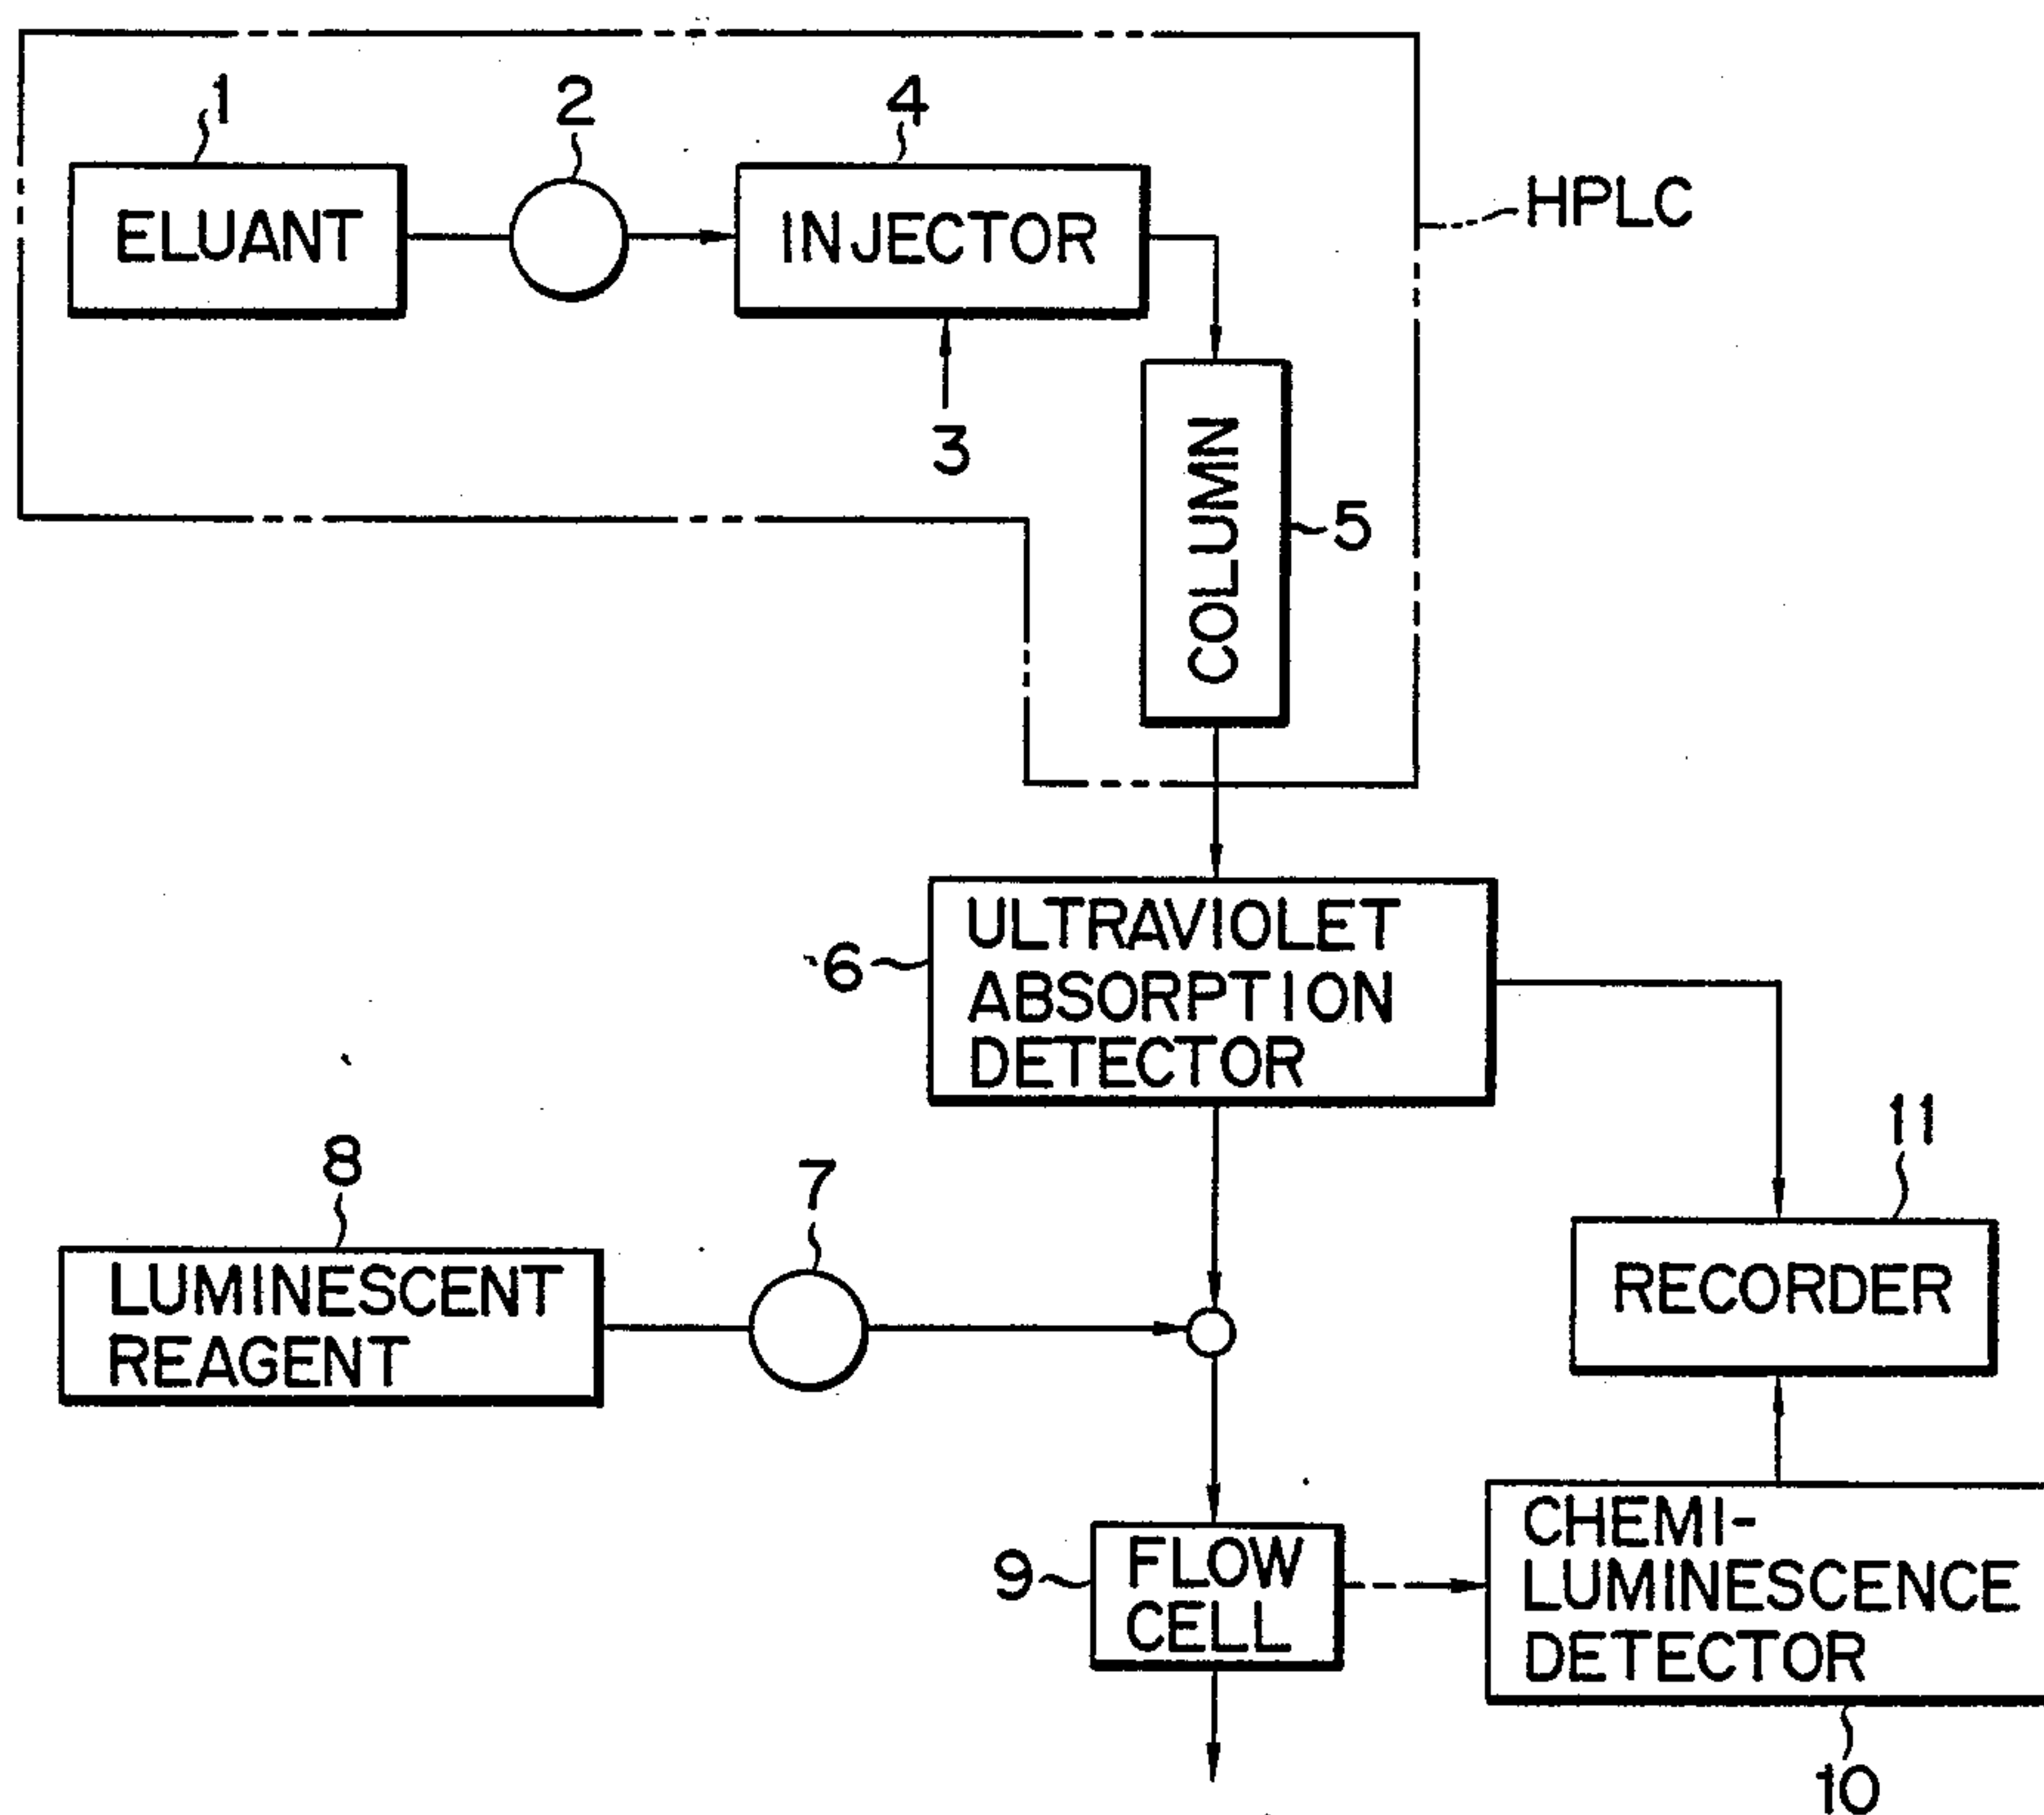 1
2
4
ELUANT
INJECTOR
HPLC
3
COLUMN
5
6
ULTRAVIOLET
ABSORPTION
DETECTOR
11
8
7
LUMINESCENT
REAGENT
RECORDER
9
FLOW
CELL
CHEMI-
LUMINESCENCE
DETECTOR
10